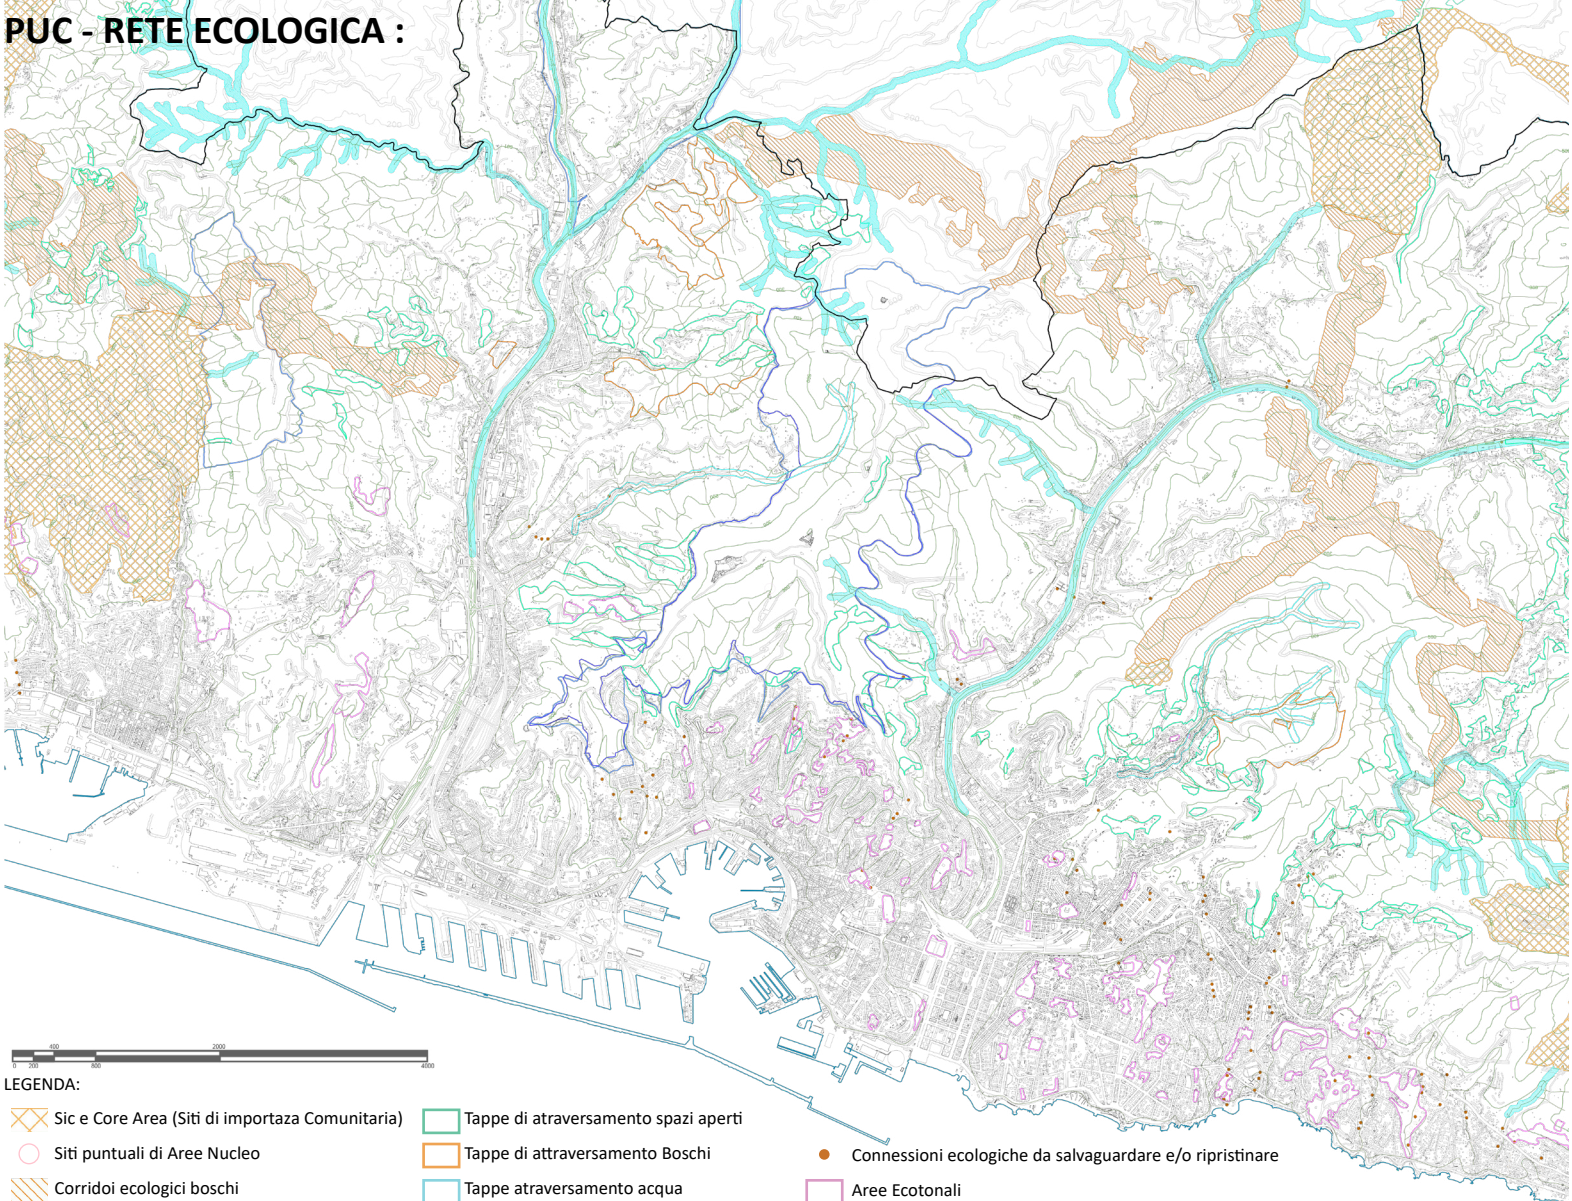 PUC - RETE ECOLOGICA :
400
2000
0
200
800
4000
LEGENDA:
Sic e Core Area (Siti di importaza Comunitaria)
Siti puntuali di Aree Nucleo
Corridoi ecologici boschi
Tappe di atraversamento spazi aperti
Tappe di attraversamento Boschi
Tappe atraversamento acqua
Connessioni ecologiche da salvaguardare e/o ripristinare
Aree Ecotonali